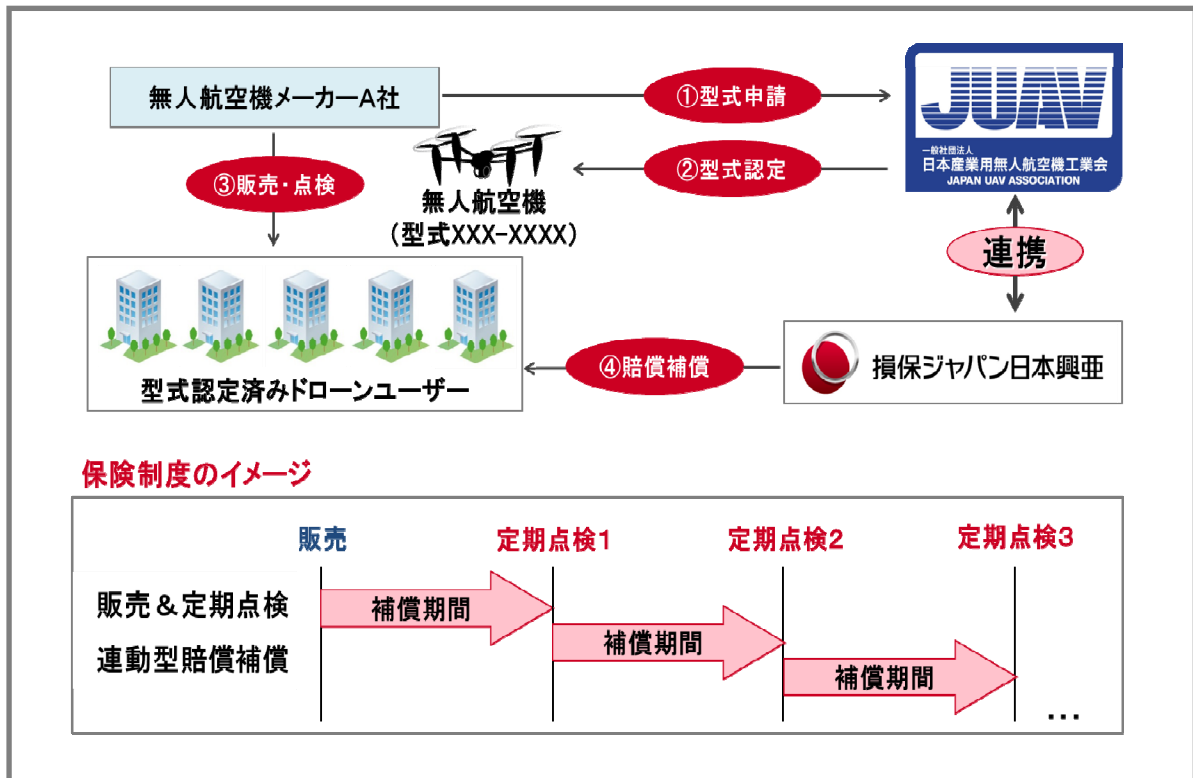 無人航空機メーカーA社
①型式申請
JUAV
一般社団法人
日本産業用無人航空機工業会
JAPAN UAV ASSOCIATION
②型式認定
③販売・点検
無人航空機
（型式XXX-XXXX）
連携
④賠償補償
損保ジャパン日本興亜
型式認定済みドローンユーザー
保険制度のイメージ
販売
定期点検1
定期点検2
定期点検3
販売＆定期点検
連動型賠償補償
補償期間
補償期間
補償期間
…